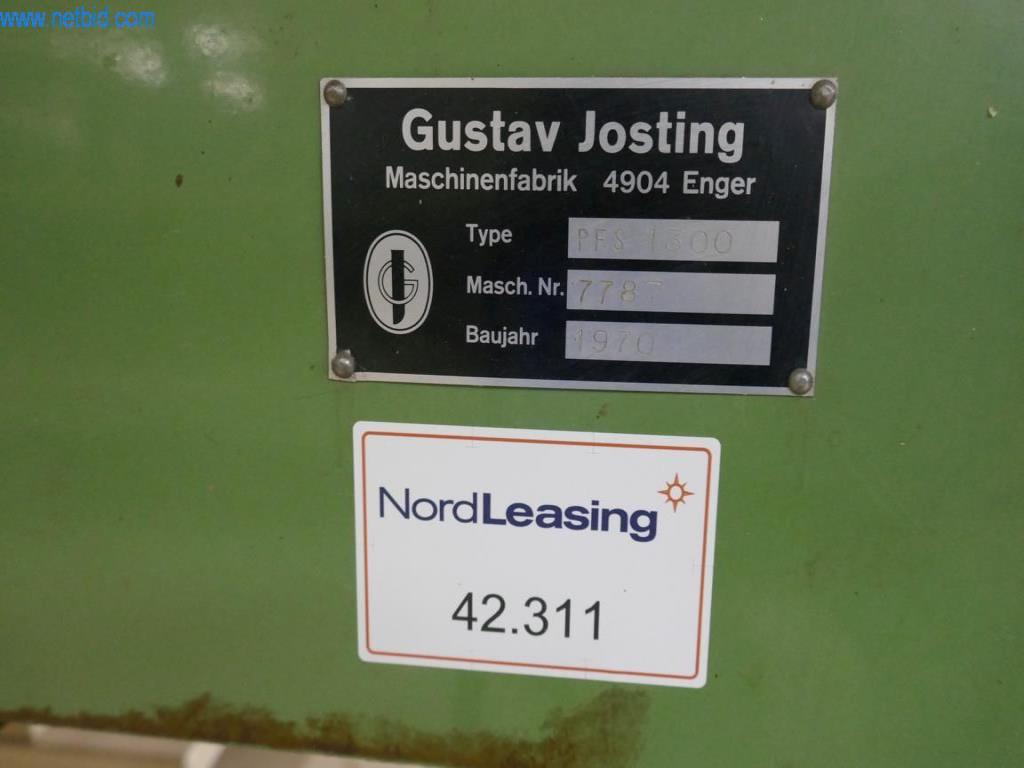 www.netbid.com
Gustav Josting
Maschinenfabrik 4904 Enger
Type PFS 1300
Masch. Nr. 7787
Baujahr 1970
GJ
NordLeasing
42.311